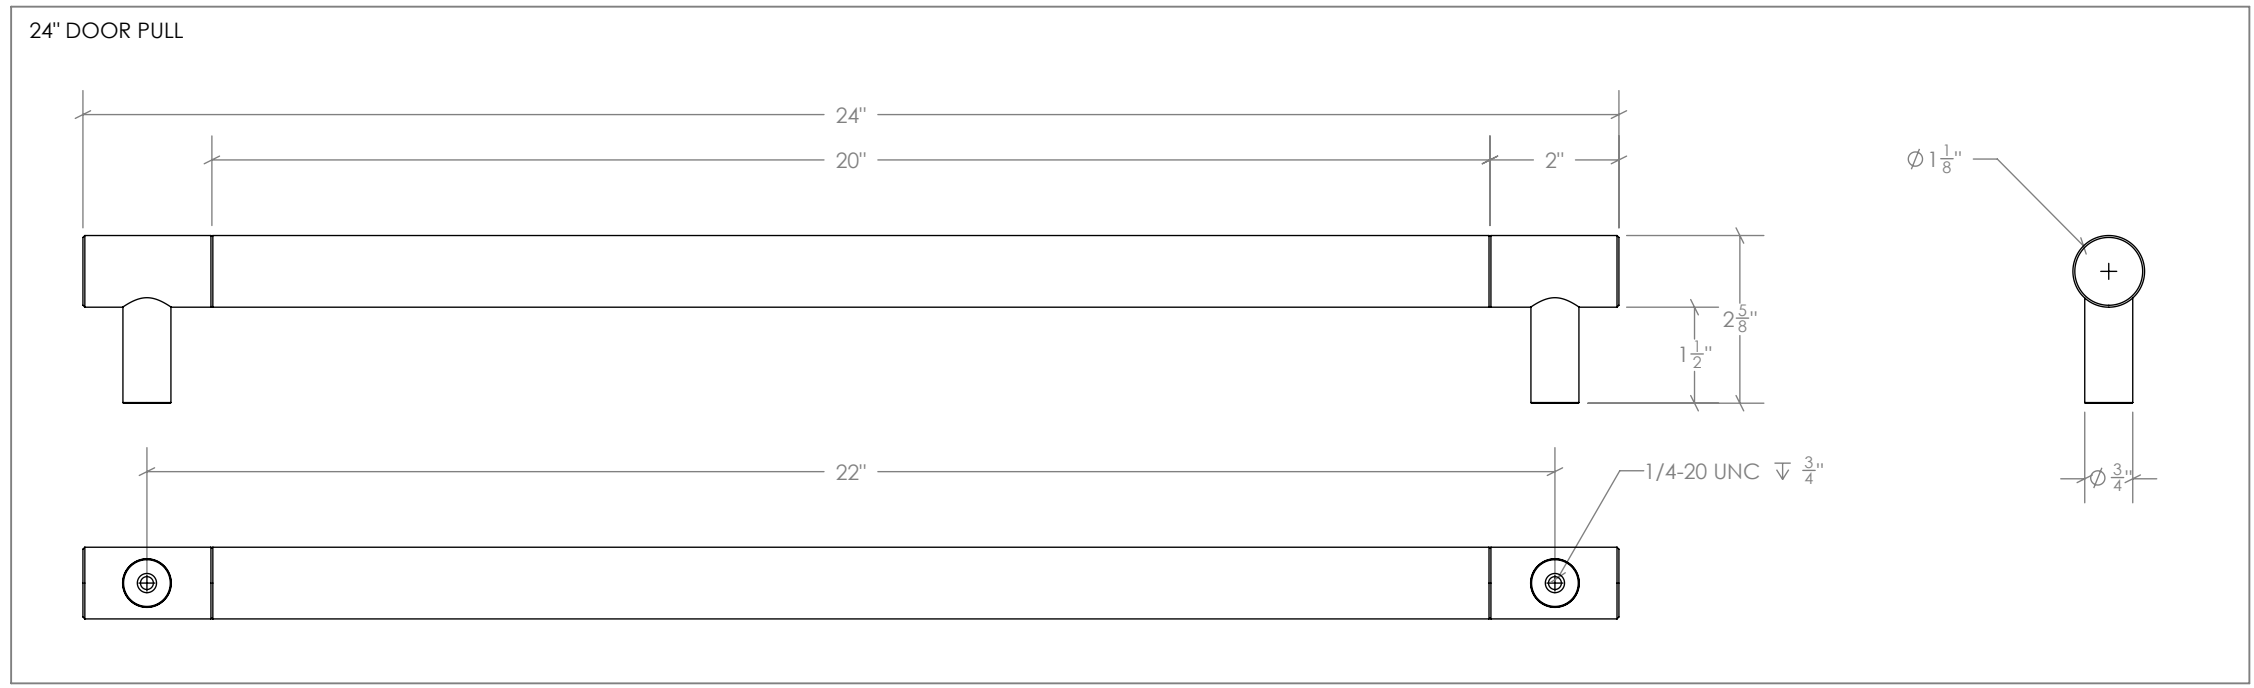 24" DOOR PULL
24"
20" 2"
Ø1 1/8"
2 5/8"
1 1/2"
22"
1/4-20 UNC ↧ 3/4"
Ø 3/4"